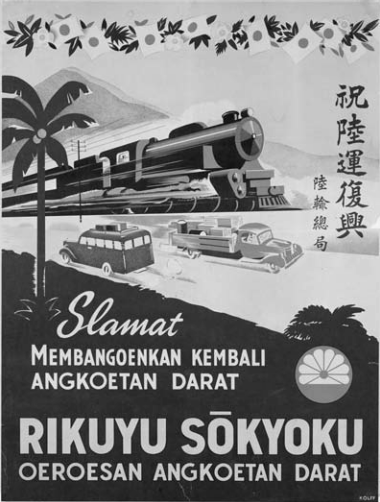 祝陸運復興
陸輸總局
Slamat
MEMBANGOENKAN KEMBALI
ANGKOETAN DARAT
RIKUYU SŌKYOKU
OEROESAN ANGKOETAN DARAT
KOLFF